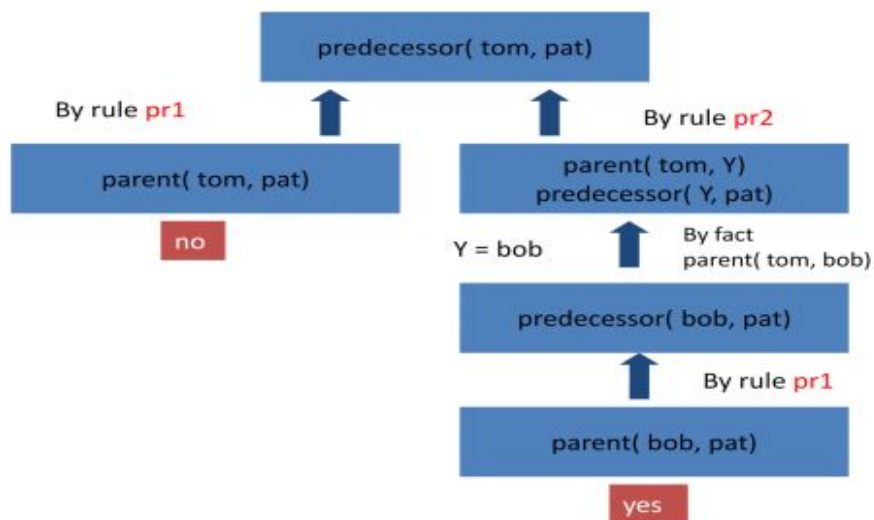 predecessor( tom, pat)
By rule pr1
By rule pr2
parent( tom, pat)
parent( tom, Y)
predecessor( Y, pat)
no
Y = bob
By fact
parent( tom, bob)
predecessor( bob, pat)
By rule pr1
parent( bob, pat)
yes